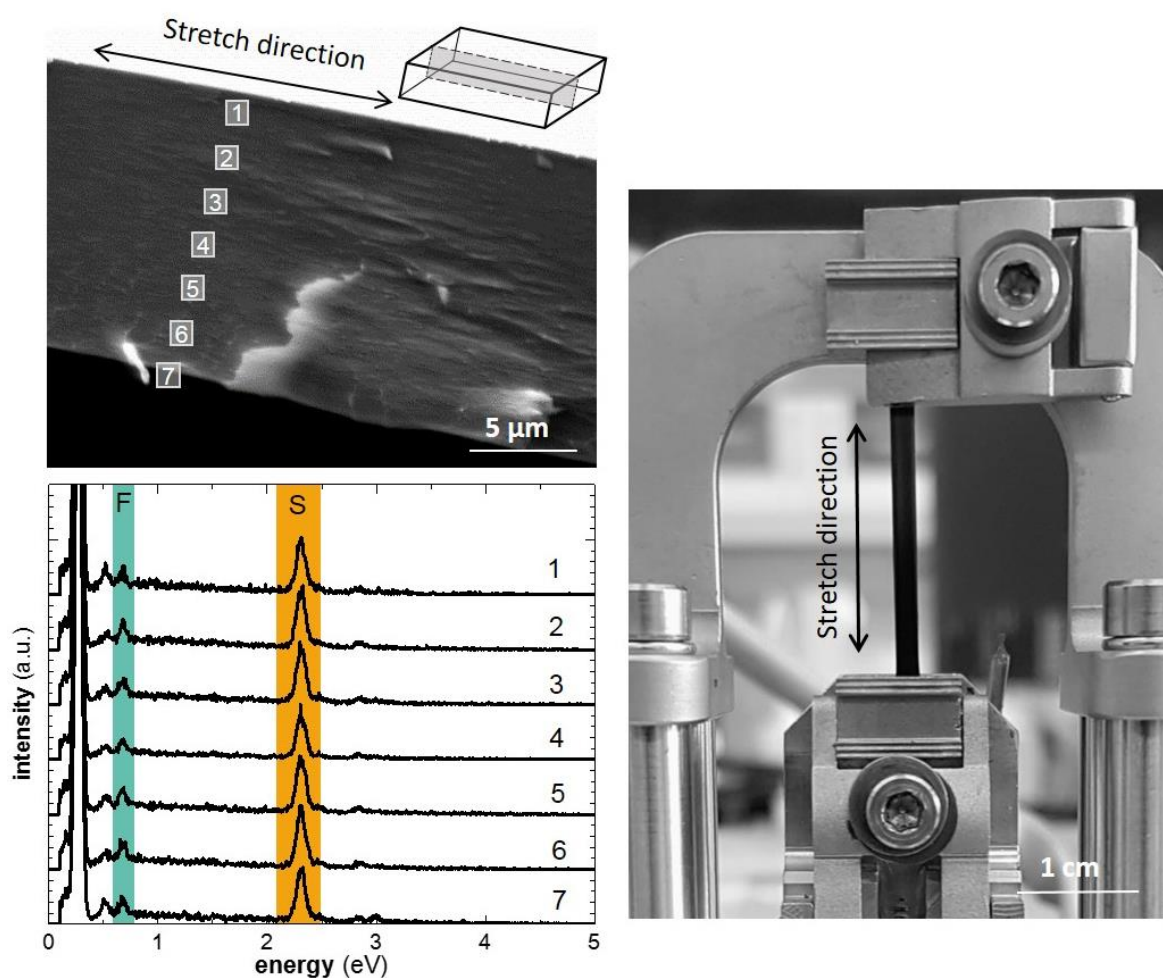 Stretch direction
1
2
3
4
5
6
7
5 µm
F
S
1
2
3
4
5
6
7
intensity (a.u.)
0
1
2
3
4
5
energy (eV)
Stretch direction
1 cm